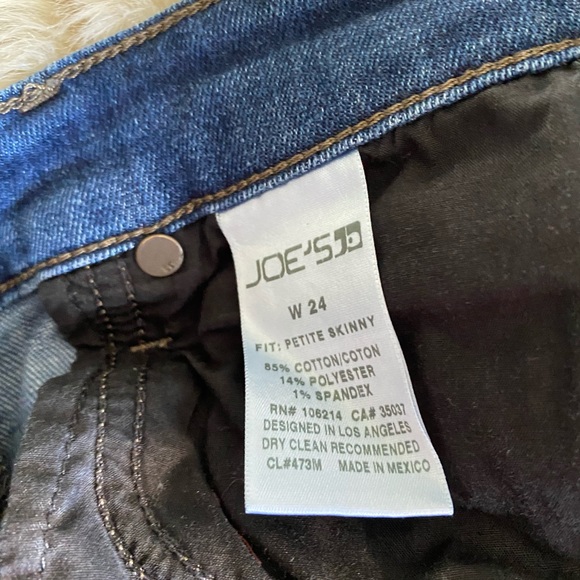 JOE'S
W 24
FIT: PETITE SKINNY
85% COTTON/COTON
14% POLYESTER
1% SPANDEX
RN# 106214 CA# 35037
DESIGNED IN LOS ANGELES
DRY CLEAN RECOMMENDED
CL#473M MADE IN MEXICO